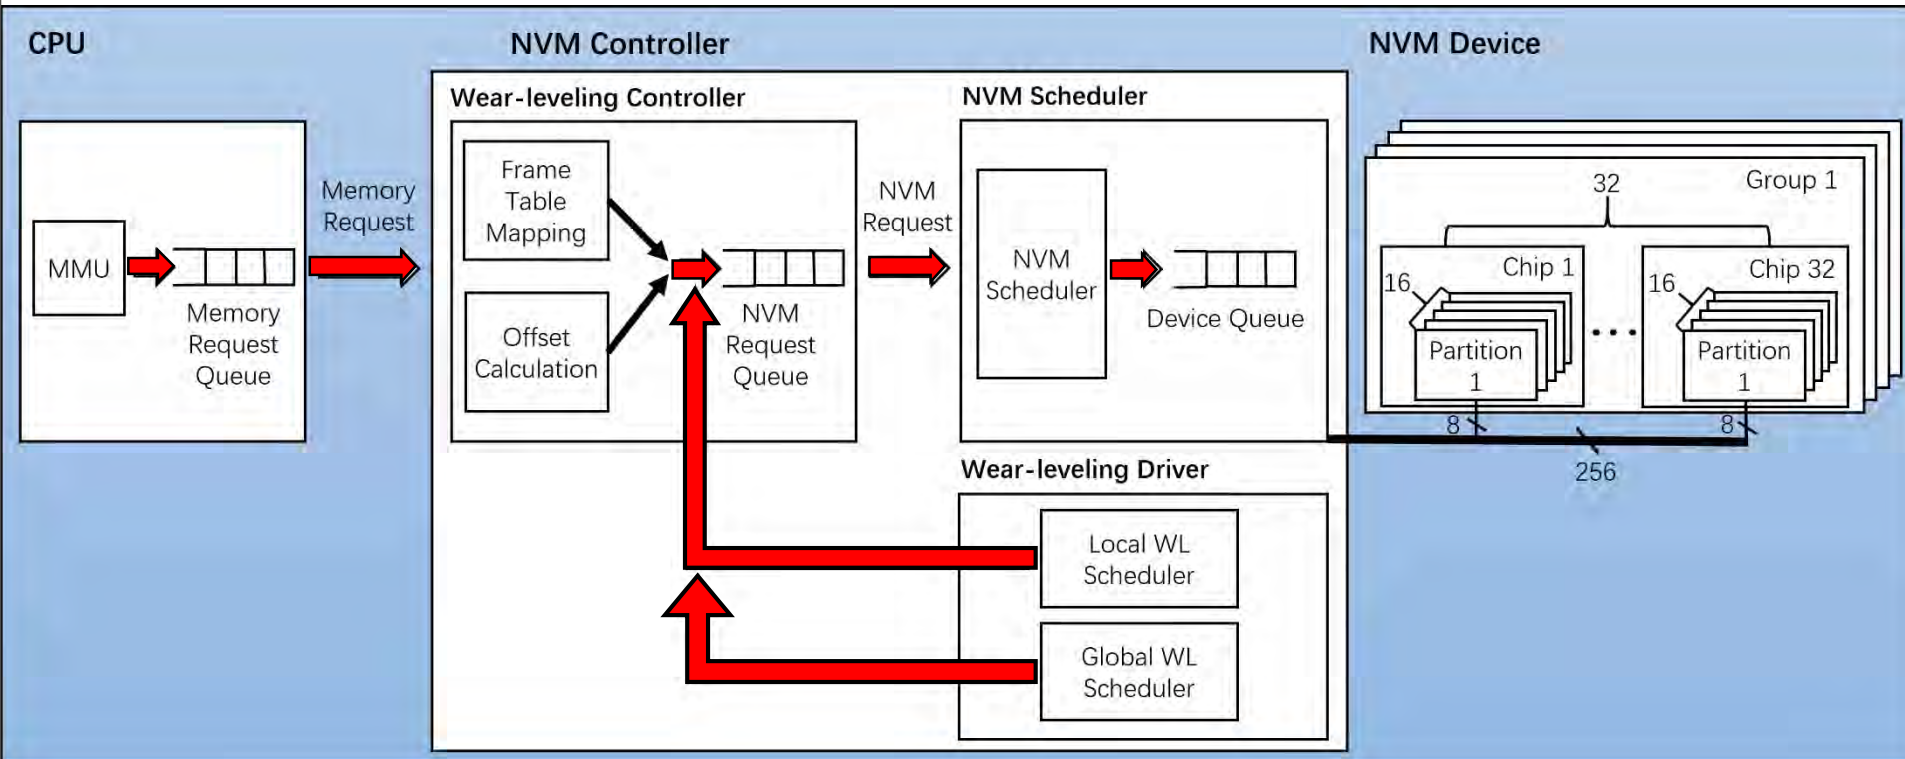 CPU
NVM Controller
NVM Device
Wear-leveling Controller
NVM Scheduler
MMU
Memory
Request
Queue
Memory
Request
Frame
Table
Mapping
Offset
Calculation
NVM
Request
Queue
NVM
Request
NVM
Scheduler
Device Queue
Wear-leveling Driver
Local WL
Scheduler
Global WL
Scheduler
Group 1
32
Chip 1
16
Partition
1
8
Chip 32
16
Partition
1
8
256